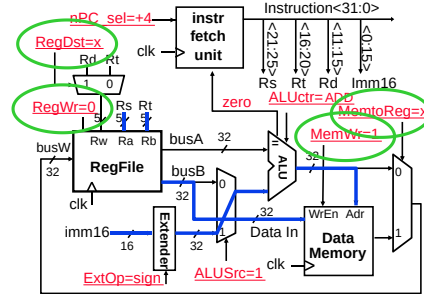 nPC_sel=+4
instr
fetch
unit
clk
Instruction<31:0>
<21:25>
<16:20>
<11:15>
<0:15>
Rs
Rt
Rd
Imm16
RegDst=x
Rd
Rt
1
0
RegWr=0
Rs
Rt
5
5
5
Rw
Ra
Rb
RegFile
busW
32
clk
busA
32
busB
32
zero
ALUctr=ADD
MemtoReg=x
MemWr=1
=
ALU
32
0
1
0
1
WrEn
Adr
Data
Memory
Data In
32
clk
imm16
16
Extender
32
ExtOp=sign
ALUSrc=1